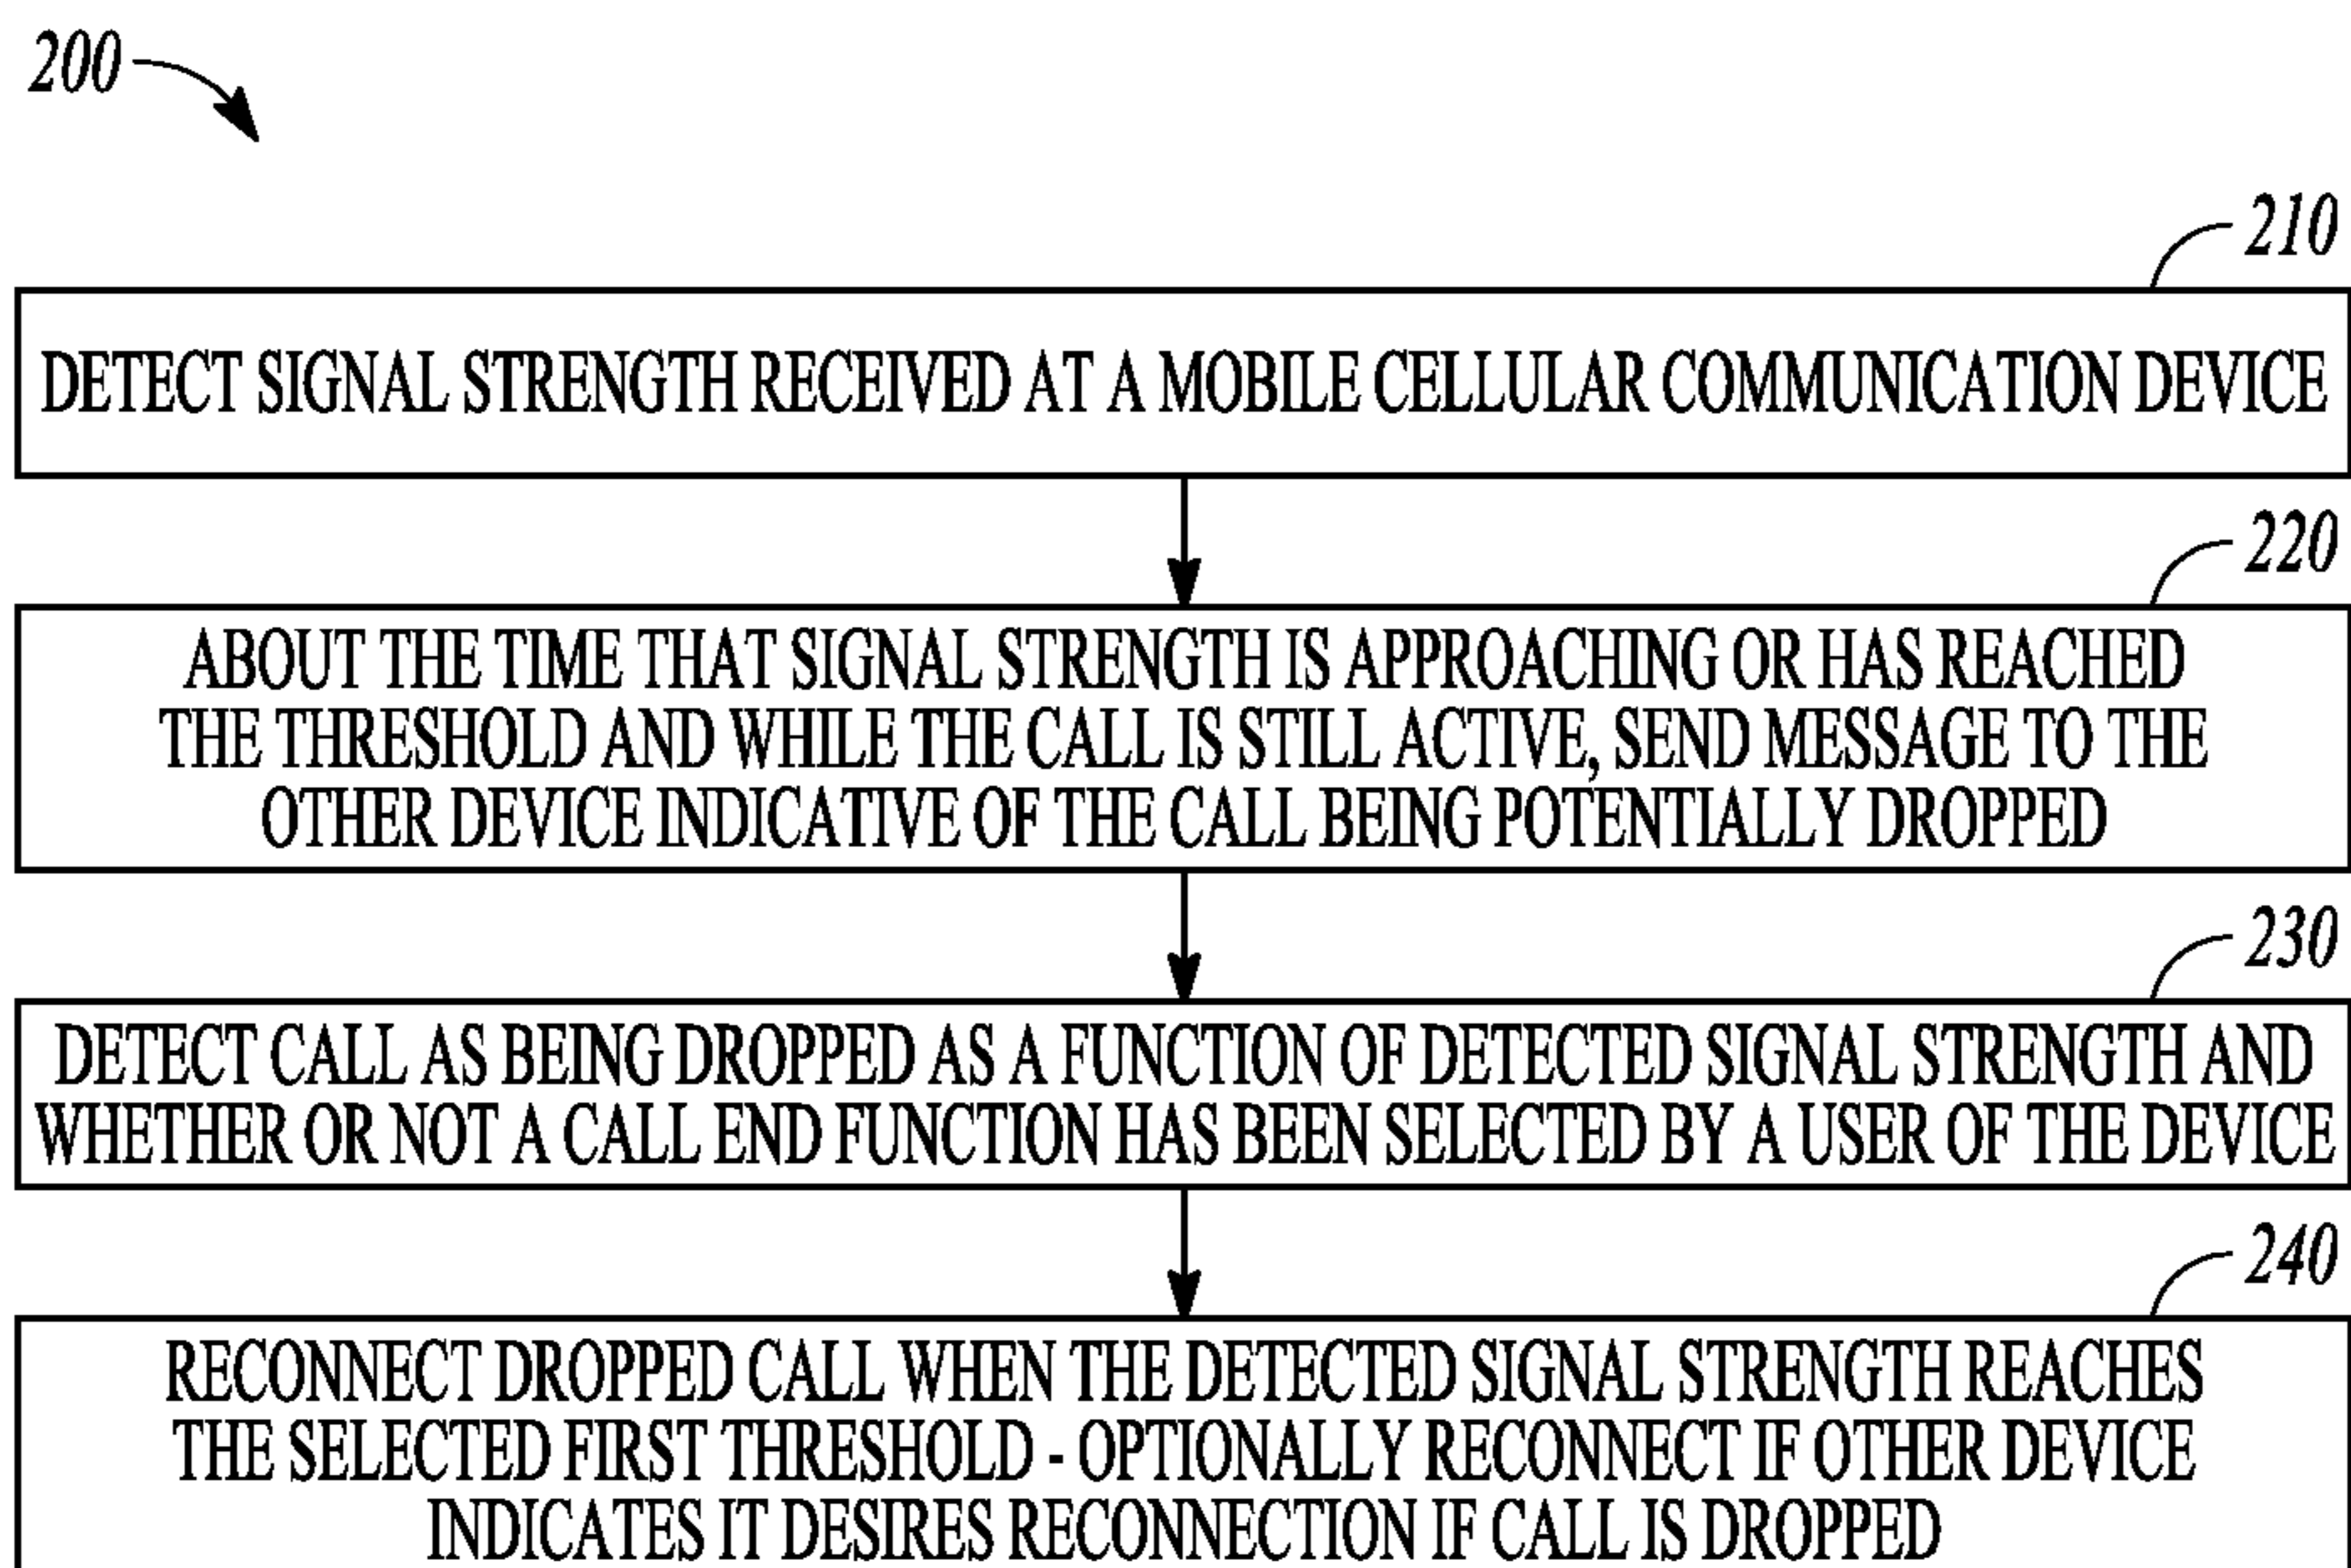 200
210
DETECT SIGNAL STRENGTH RECEIVED AT A MOBILE CELLULAR COMMUNICATION DEVICE
220
ABOUT THE TIME THAT SIGNAL STRENGTH IS APPROACHING OR HAS REACHED
THE THRESHOLD AND WHILE THE CALL IS STILL ACTIVE, SEND MESSAGE TO THE
OTHER DEVICE INDICATIVE OF THE CALL BEING POTENTIALLY DROPPED
230
DETECT CALL AS BEING DROPPED AS A FUNCTION OF DETECTED SIGNAL STRENGTH AND
WHETHER OR NOT A CALL END FUNCTION HAS BEEN SELECTED BY A USER OF THE DEVICE
240
RECONNECT DROPPED CALL WHEN THE DETECTED SIGNAL STRENGTH REACHES
THE SELECTED FIRST THRESHOLD - OPTIONALLY RECONNECT IF OTHER DEVICE
INDICATES IT DESIRES RECONNECTION IF CALL IS DROPPED